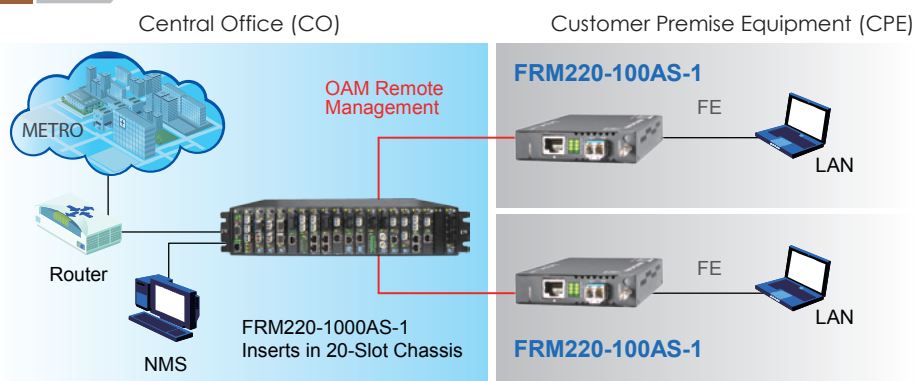 Central Office (CO)
Customer Premise Equipment (CPE)
METRO
OAM Remote
Management
Router
NMS
FRM220-1000AS-1
Inserts in 20-Slot Chassis
FRM220-100AS-1
FE
LAN
FE
LAN
FRM220-100AS-1